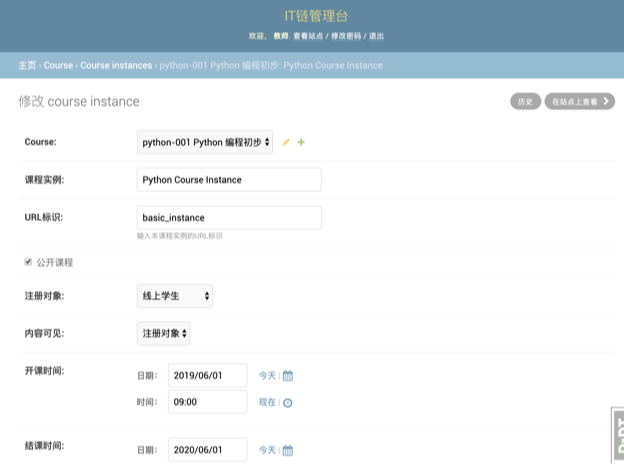 IT链管理台
欢迎， 教师. 查看站点 / 修改密码 / 退出
主页 › Course › Course instances › python-001 Python 编程初步: Python Course Instance
修改 course instance
历史 在站点上查看
Course: python-001 Python 编程初步
课程实例: Python Course Instance
URL标识: basic_instance
输入本课程实例的URL标识
公开课程
注册对象: 线上学生
内容可见: 注册对象
开课时间: 日期: 2019/06/01 今天 |
时间: 09:00 现在 |
结课时间: 日期: 2020/06/01 今天 |
DjDT